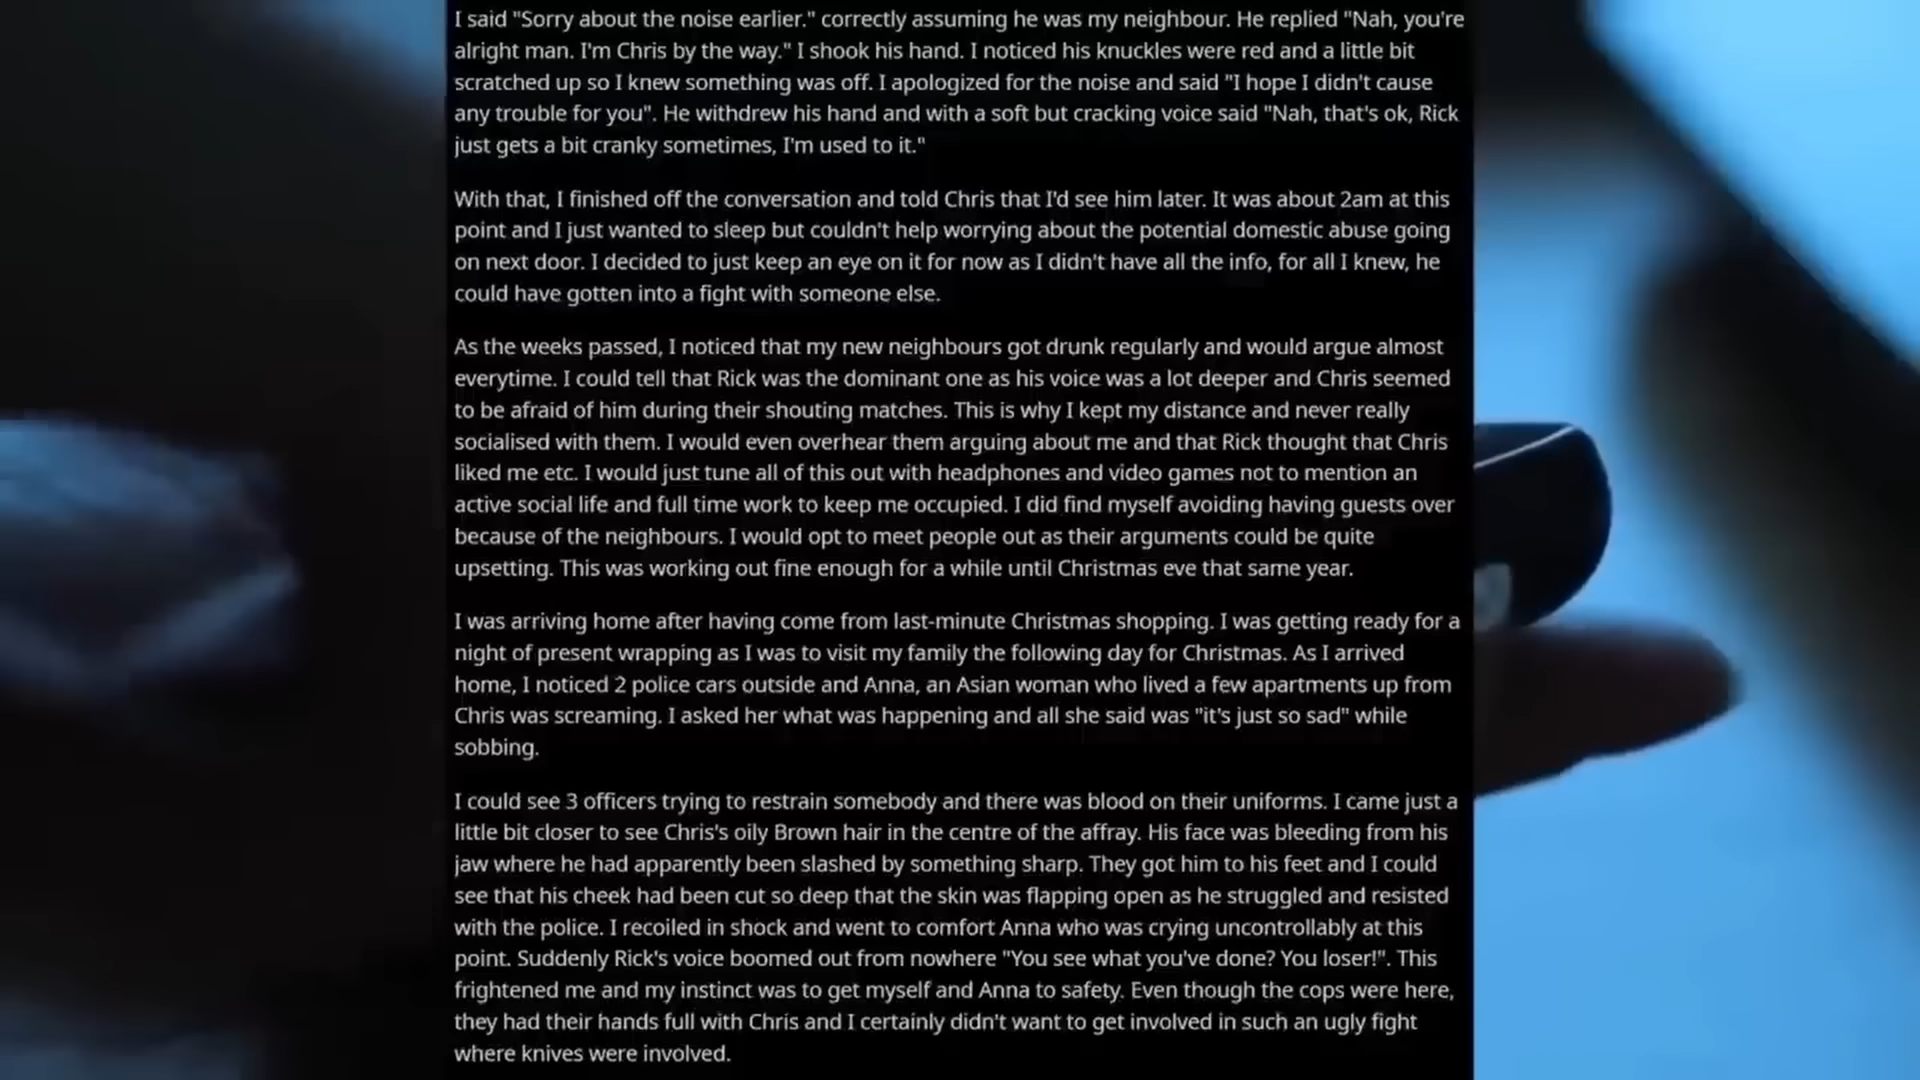 I said "Sorry about the noise earlier." correctly assuming he was my neighbour. He replied "Nah, you're
alright man. I'm Chris by the way." I shook his hand. I noticed his knuckles were red and a little bit
scratched up so I knew something was off. I apologized for the noise and said "I hope I didn't cause
any trouble for you". He withdrew his hand and with a soft but cracking voice said "Nah, that's ok, Rick
just gets a bit cranky sometimes, I'm used to it."
With that, I finished off the conversation and told Chris that I'd see him later. It was about 2am at this
point and I just wanted to sleep but couldn't help worrying about the potential domestic abuse going
on next door. I decided to just keep an eye on it for now as I didn't have all the info, for all I knew, he
could have gotten into a fight with someone else.
As the weeks passed, I noticed that my new neighbours got drunk regularly and would argue almost
everytime. I could tell that Rick was the dominant one as his voice was a lot deeper and Chris seemed
to be afraid of him during their shouting matches. This is why I kept my distance and never really
socialised with them. I would even overhear them arguing about me and that Rick thought that Chris
liked me etc. I would just tune all of this out with headphones and video games not to mention an
active social life and full time work to keep me occupied. I did find myself avoiding having guests over
because of the neighbours. I would opt to meet people out as their arguments could be quite
upsetting. This was working out fine enough for a while until Christmas eve that same year.
I was arriving home after having come from last-minute Christmas shopping. I was getting ready for a
night of present wrapping as I was to visit my family the following day for Christmas. As I arrived
home, I noticed 2 police cars outside and Anna, an Asian woman who lived a few apartments up from
Chris was screaming. I asked her what was happening and all she said was "it's just so sad" while
sobbing.
I could see 3 officers trying to restrain somebody and there was blood on their uniforms. I came just a
little bit closer to see Chris's oily Brown hair in the centre of the affray. His face was bleeding from his
jaw where he had apparently been slashed by something sharp. They got him to his feet and I could
see that his cheek had been cut so deep that the skin was flapping open as he struggled and resisted
with the police. I recoiled in shock and went to comfort Anna who was crying uncontrollably at this
point. Suddenly Rick's voice boomed out from nowhere "You see what you've done? You loser!". This
frightened me and my instinct was to get myself and Anna to safety. Even though the cops were here,
they had their hands full with Chris and I certainly didn't want to get involved in such an ugly fight
where knives were involved.